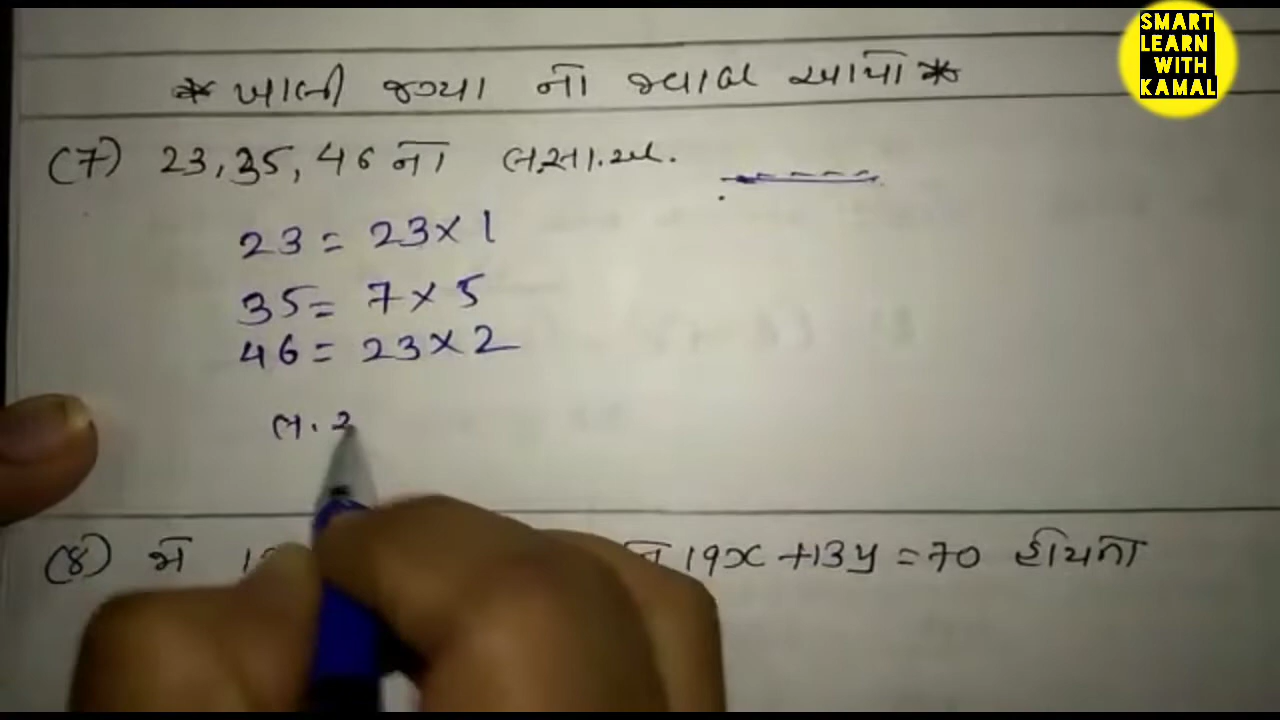 SMART
LEARN
WITH
KAMAL
*ખાલી જગ્યા નો જવાબ આપો*
(7) 23, 35, 46 ના લ.સા.અ.
23 = 23 × 1
35 = 7 × 5
46 = 23 × 2
લ.
(8) જો 19x + 13y = 70 હોયતો